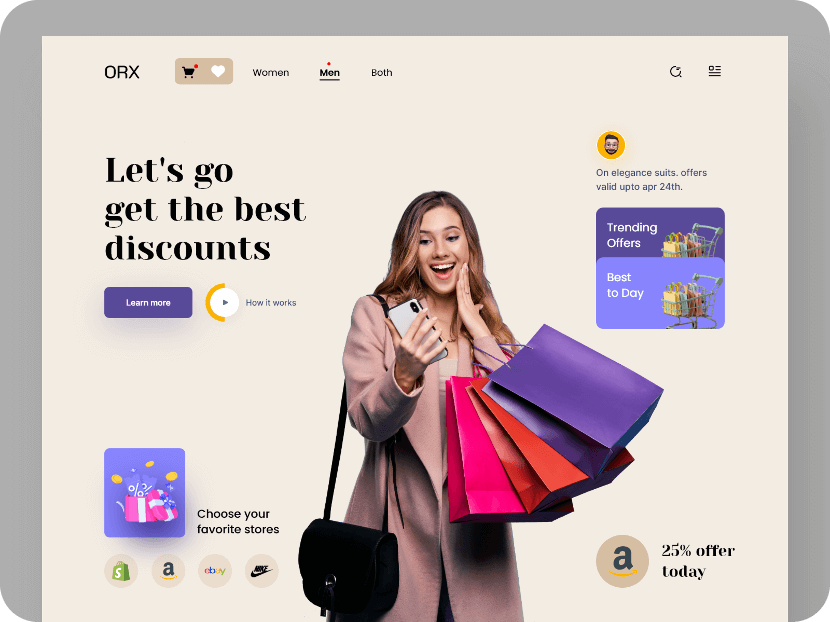 ORX
Women
Men
Both
Let's go
get the best
discounts
Learn more
How it works
On elegance suits. offers
valid upto apr 24th.
Trending
Offers
Best
to Day
%
Choose your
favorite stores
S
a
ebay
NIKE
a
25% offer
today